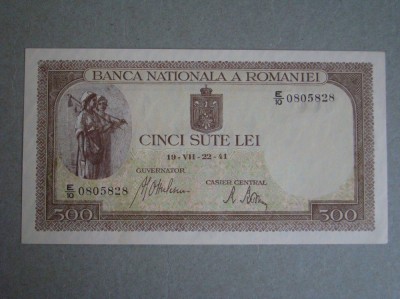 BANCA NATIONALA A ROMANIEI
E/10 0805828
CINCI SUTE LEI
19-VII-22-41
GUVERNATOR
CASIER CENTRAL
E/10 0805828
500
500